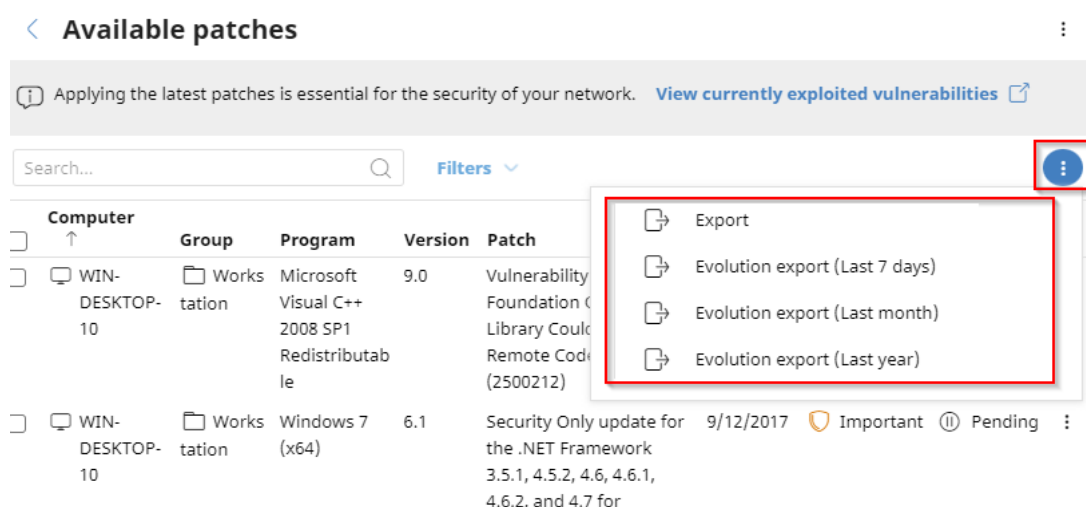 Available patches
Applying the latest patches is essential for the security of your network. View currently exploited vulnerabilities
Search...
Filters
Export
Evolution export (Last 7 days)
Evolution export (Last month)
Evolution export (Last year)
Computer
Group Program Version Patch
WIN- Works Microsoft 9.0 Vulnerability
DESKTOP- tation Visual C++ Foundation
10 2008 SP1 Library Could
Redistributab Remote Code
le (2500212)
WIN- Works Windows 7 6.1 Security Only update for 9/12/2017 Important Pending
DESKTOP- tation (x64) the .NET Framework
10 3.5.1, 4.5.2, 4.6, 4.6.1,
4.6.2, and 4.7 for